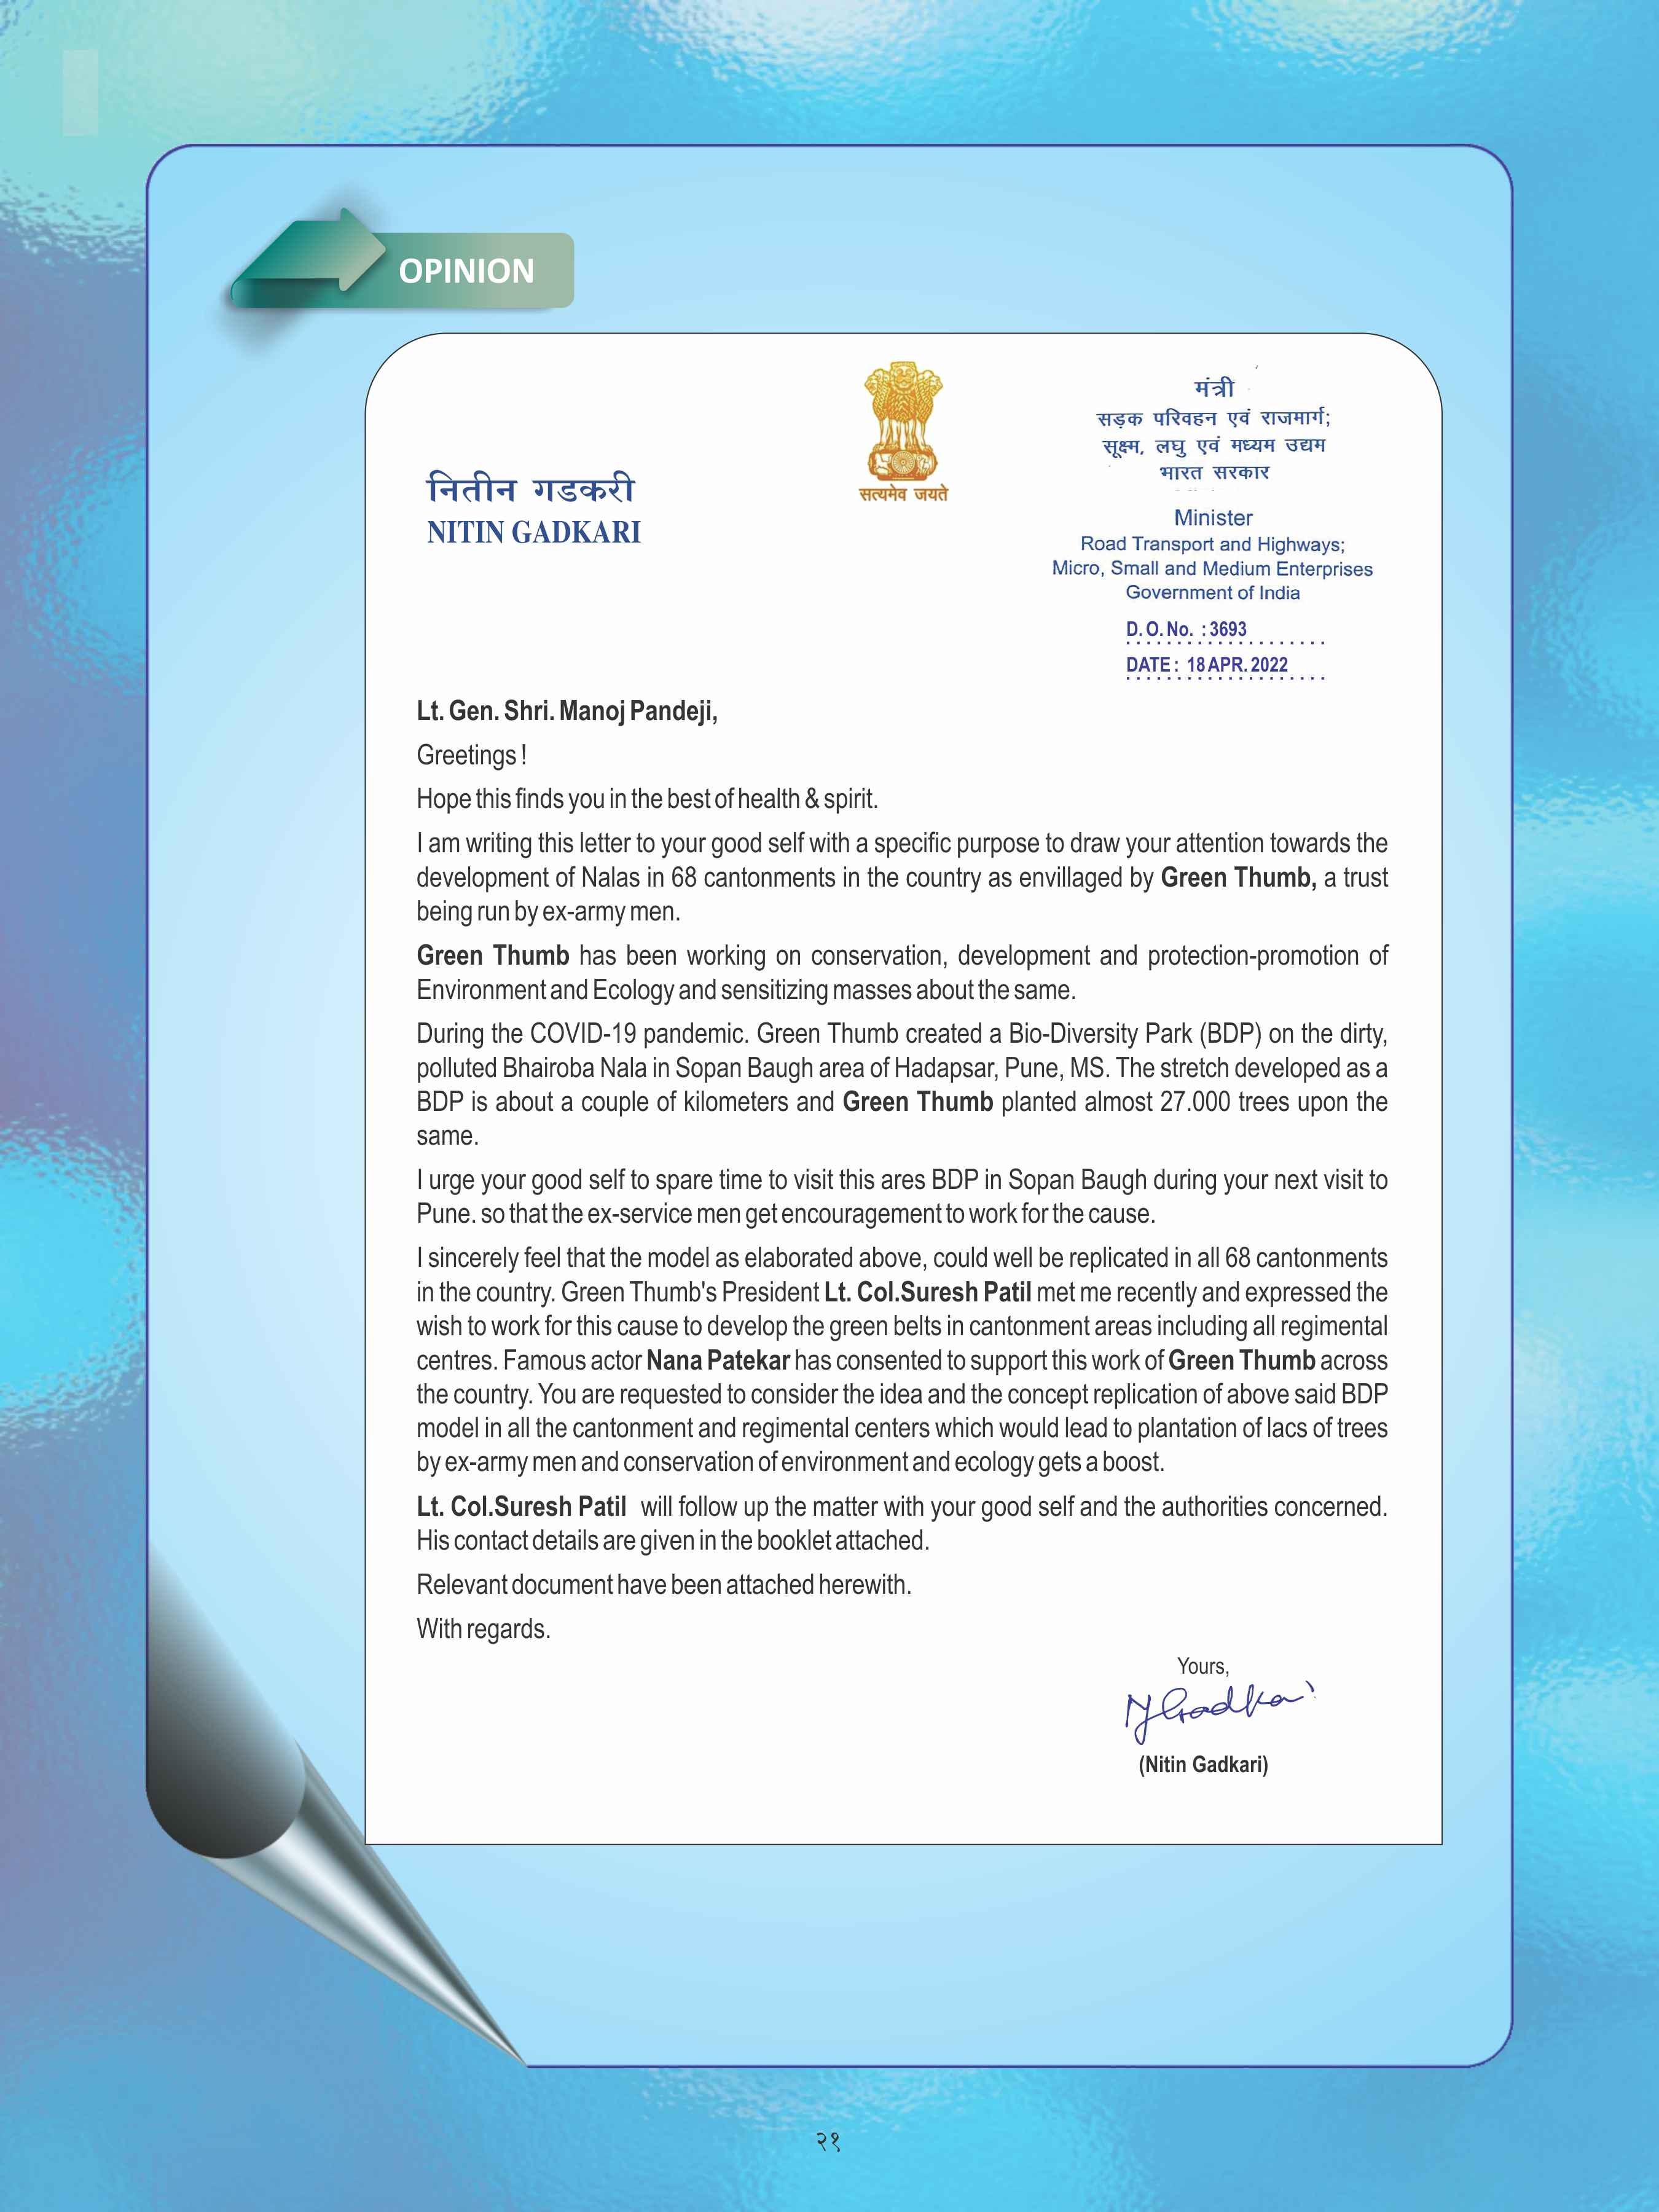 OPINION
नितीन गडकरी
NITIN GADKARI
सत्यमेव जयते
मंत्री
सड़क परिवहन एवं राजमार्ग;
सूक्ष्म, लघु एवं मध्यम उद्यम
भारत सरकार
Minister
Road Transport and Highways;
Micro, Small and Medium Enterprises
Government of India
D. O. No. : 3693
DATE : 18 APR. 2022
Lt. Gen. Shri. Manoj Pandeji,
Greetings !
Hope this finds you in the best of health & spirit.
I am writing this letter to your good self with a specific purpose to draw your attention towards the
development of Nalas in 68 cantonments in the country as envillaged by Green Thumb, a trust
being run by ex-army men.
Green Thumb has been working on conservation, development and protection-promotion of
Environment and Ecology and sensitizing masses about the same.
During the COVID-19 pandemic. Green Thumb created a Bio-Diversity Park (BDP) on the dirty,
polluted Bhairoba Nala in Sopan Baugh area of Hadapsar, Pune, MS. The stretch developed as a
BDP is about a couple of kilometers and Green Thumb planted almost 27.000 trees upon the
same.
I urge your good self to spare time to visit this ares BDP in Sopan Baugh during your next visit to
Pune. so that the ex-service men get encouragement to work for the cause.
I sincerely feel that the model as elaborated above, could well be replicated in all 68 cantonments
in the country. Green Thumb's President Lt. Col.Suresh Patil met me recently and expressed the
wish to work for this cause to develop the green belts in cantonment areas including all regimental
centres. Famous actor Nana Patekar has consented to support this work of Green Thumb across
the country. You are requested to consider the idea and the concept replication of above said BDP
model in all the cantonment and regimental centers which would lead to plantation of lacs of trees
by ex-army men and conservation of environment and ecology gets a boost.
Lt. Col.Suresh Patil will follow up the matter with your good self and the authorities concerned.
His contact details are given in the booklet attached.
Relevant document have been attached herewith.
With regards.
Yours,
NGadkari
(Nitin Gadkari)
२१